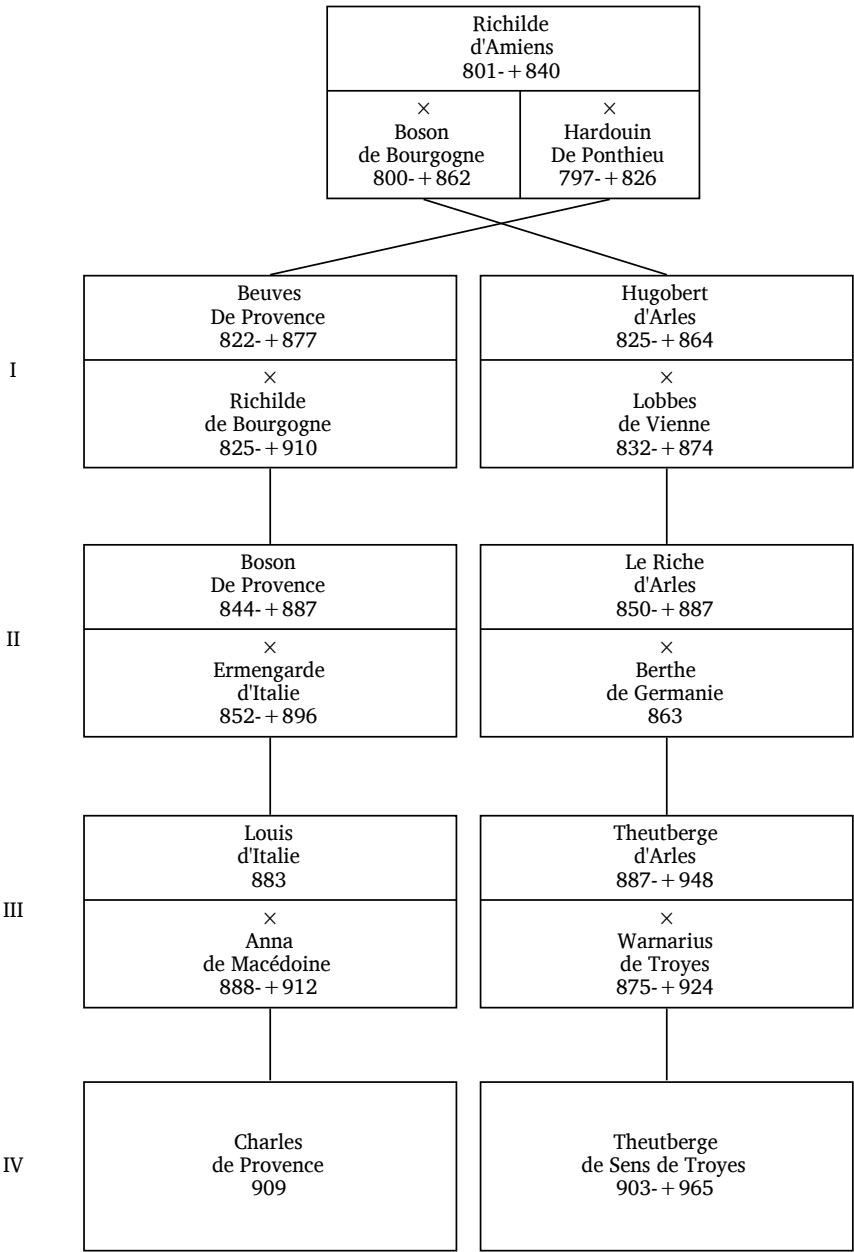 Richilde
d'Amiens
801-+840
×
Boson
de Bourgogne
800-+862
×
Hardouin
De Ponthieu
797-+826
I
Beuves
De Provence
822-+877
×
Richilde
de Bourgogne
825-+910
Hugobert
d'Arles
825-+864
×
Lobbes
de Vienne
832-+874
II
Boson
De Provence
844-+887
×
Ermengarde
d'Italie
852-+896
Le Riche
d'Arles
850-+887
×
Berthe
de Germanie
863
III
Louis
d'Italie
883
×
Anna
de Macédoine
888-+912
Theutberge
d'Arles
887-+948
×
Warnarius
de Troyes
875-+924
IV
Charles
de Provence
909
Theutberge
de Sens de Troyes
903-+965